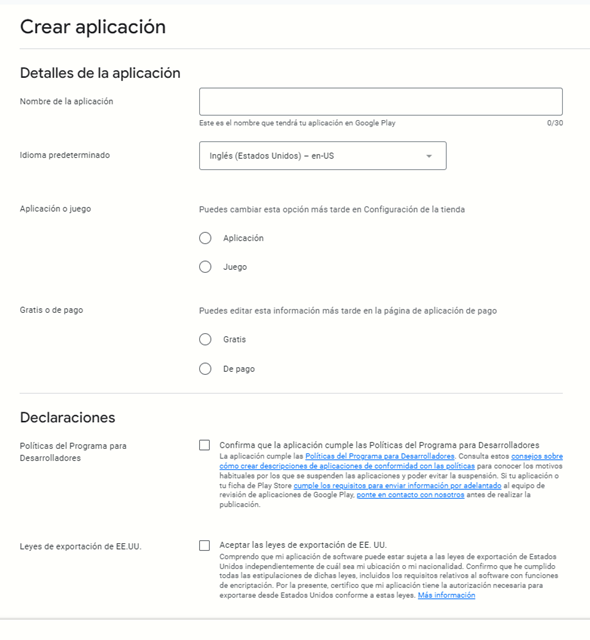 Crear aplicación
Detalles de la aplicación
Nombre de la aplicación
Este es el nombre que tendrá tu aplicación en Google Play
0/30
Idioma predeterminado
Inglés (Estados Unidos) – en-US
Aplicación o juego
Puedes cambiar esta opción más tarde en Configuración de la tienda
Aplicación
Juego
Gratis o de pago
Puedes editar esta información más tarde en la página de aplicación de pago
Gratis
De pago
Declaraciones
Políticas del Programa para
Desarrolladores
Confirma que la aplicación cumple las Políticas del Programa para Desarrolladores
La aplicación cumple las Políticas del Programa para Desarrolladores. Consulta estos consejos sobre
cómo crear descripciones de aplicaciones de conformidad con las políticas para conocer los motivos
habituales por los que se suspenden las aplicaciones y poder evitar la suspensión. Si tu aplicación o
tu ficha de Play Store cumple los requisitos para enviar información por adelantado al equipo de
revisión de aplicaciones de Google Play, ponte en contacto con nosotros antes de realizar la
publicación.
Leyes de exportación de EE.UU.
Aceptar las leyes de exportación de EE. UU.
Comprendo que mi aplicación de software puede estar sujeta a las leyes de exportación de Estados
Unidos independientemente de cuál sea mi ubicación o mi nacionalidad. Confirmo que he cumplido
todas las estipulaciones de dichas leyes, incluidos los requisitos relativos al software con funciones
de encriptación. Por la presente, certifico que mi aplicación tiene la autorización necesaria para
exportarse desde Estados Unidos conforme a estas leyes. Más información